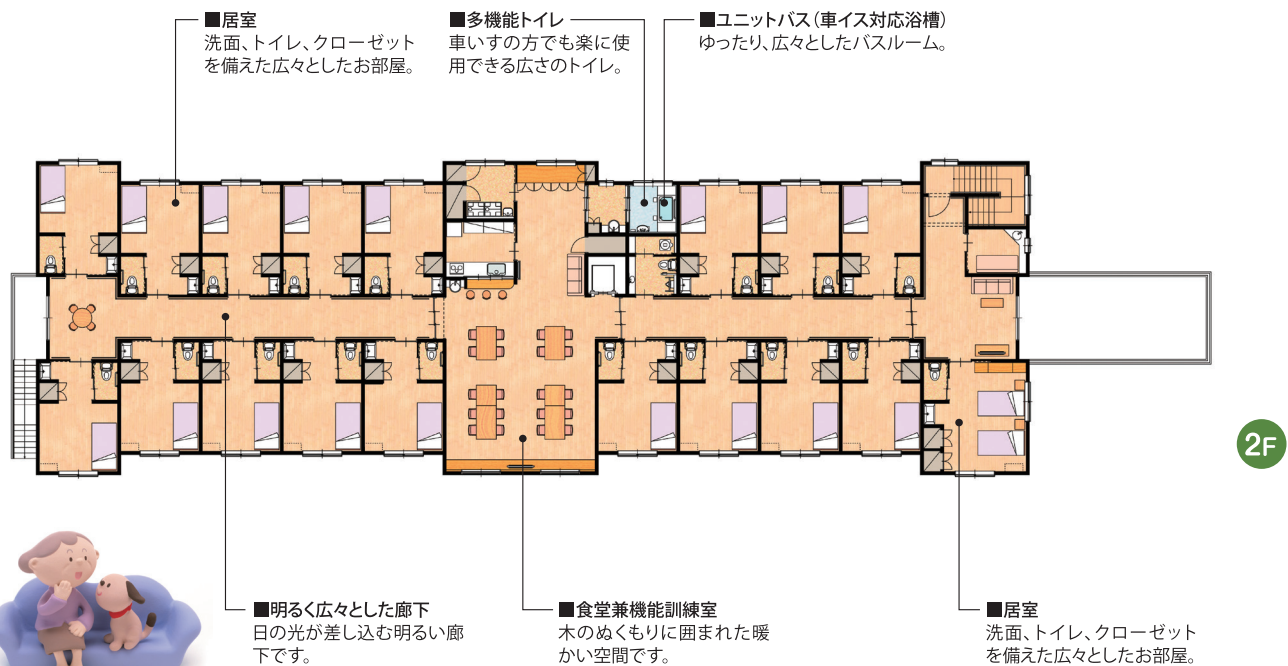 ■居室
洗面、トイレ、クローゼット
を備えた広々としたお部屋。
■多機能トイレ
車いすの方でも楽に使
用できる広さのトイレ。
■ユニットバス(車イス対応浴槽)
ゆったり、広々としたバスルーム。
2F
■明るく広々とした廊下
日の光が差し込む明るい廊
下です。
■食堂兼機能訓練室
木のぬくもりに囲まれた暖
かい空間です。
■居室
洗面、トイレ、クローゼット
を備えた広々としたお部屋。